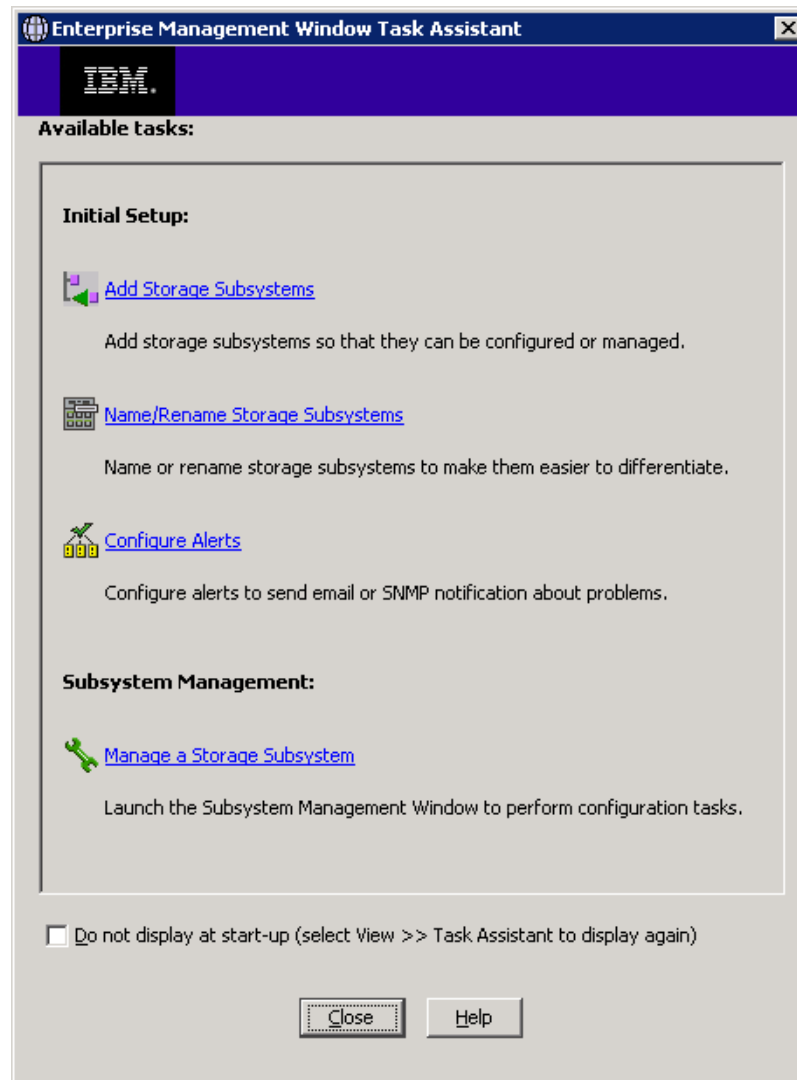 Enterprise Management Window Task Assistant
IBM.
Available tasks:
Initial Setup:
Add Storage Subsystems
Add storage subsystems so that they can be configured or managed.
Name/Rename Storage Subsystems
Name or rename storage subsystems to make them easier to differentiate.
Configure Alerts
Configure alerts to send email or SNMP notification about problems.
Subsystem Management:
Manage a Storage Subsystem
Launch the Subsystem Management Window to perform configuration tasks.
Do not display at start-up (select View >> Task Assistant to display again)
Close Help